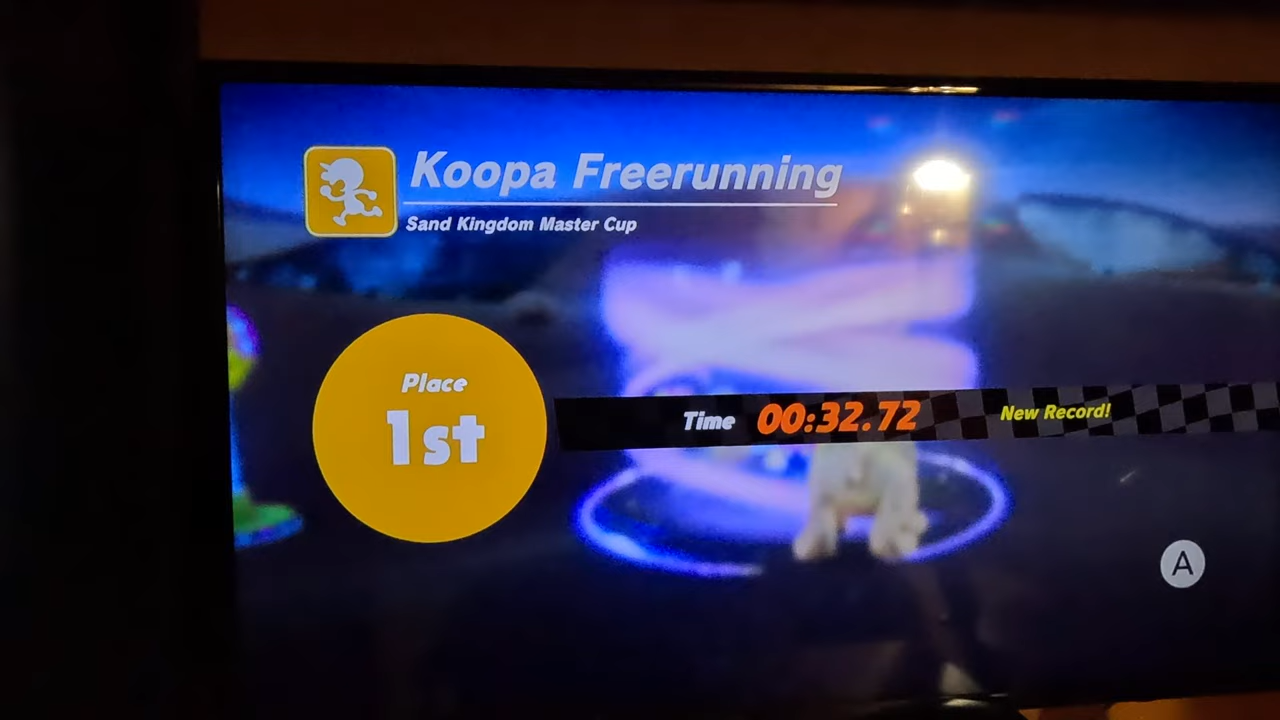 Koopa Freerunning
Sand Kingdom Master Cup
Place
1st
Time 00:32.72 New Record!
A